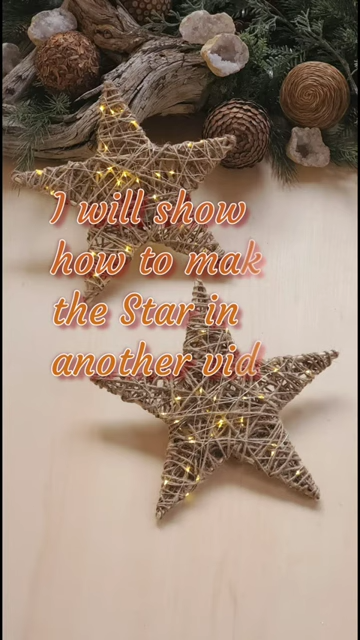 I will show
how to mak
the Star in
another vid